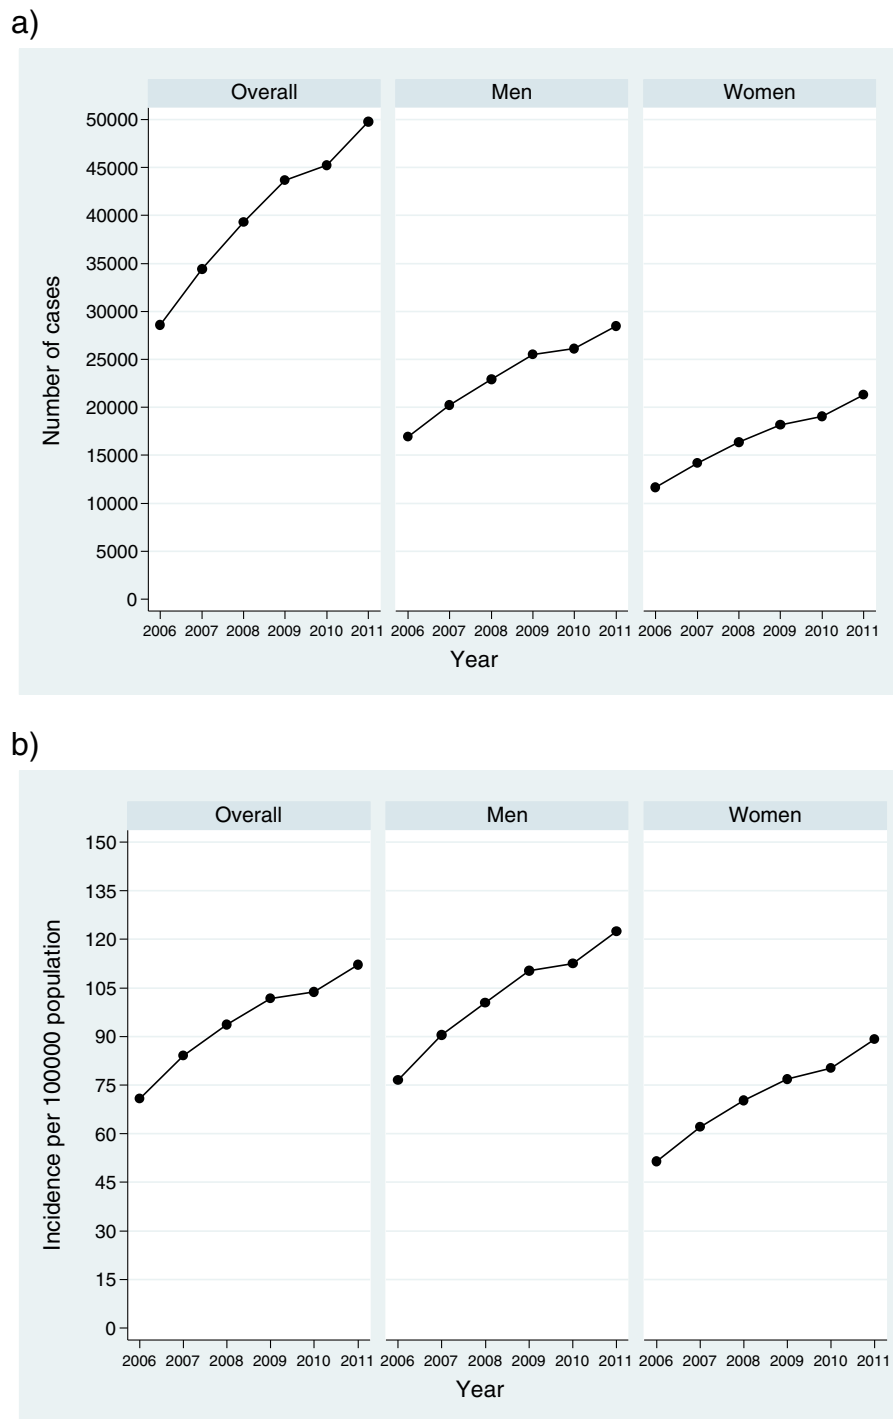 a)
Overall Men Women
50000
45000
40000
35000
30000
25000
20000
15000
10000
5000
0
Number of cases
2006 2007 2008 2009 2010 2011 2006 2007 2008 2009 2010 2011 2006 2007 2008 2009 2010 2011
Year
b)
Overall Men Women
150
135
120
105
90
75
60
45
30
15
0
Incidence per 100000 population
2006 2007 2008 2009 2010 2011 2006 2007 2008 2009 2010 2011 2006 2007 2008 2009 2010 2011
Year